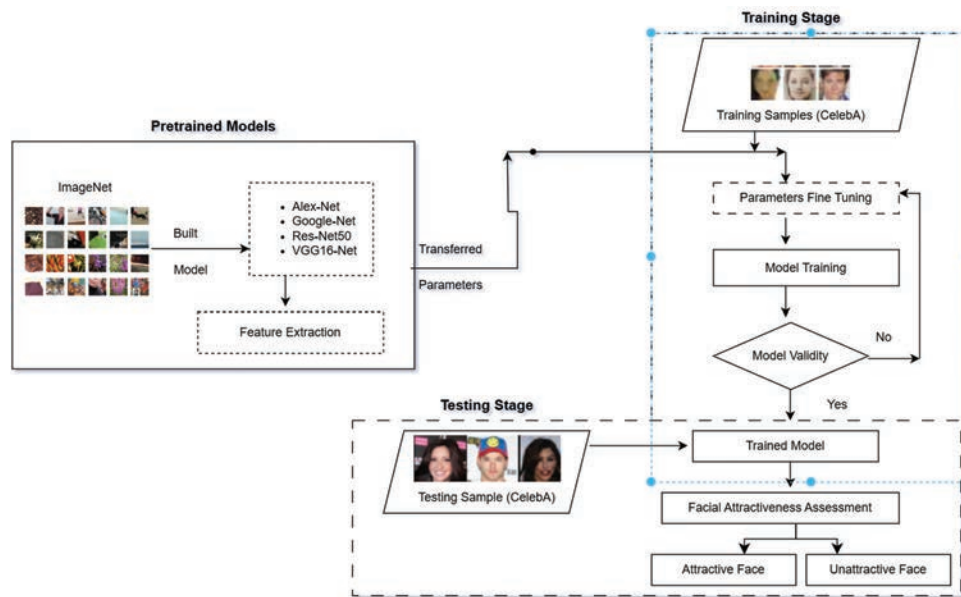 Training Stage
Training Samples (CelebA)
Pretrained Models
ImageNet
Built
Model
• Alex-Net
• Google-Net
• Res-Net50
• VGG16-Net
Feature Extraction
Transferred
Parameters
Parameters Fine Tuning
Model Training
Model Validity
No
Yes
Testing Stage
Testing Sample (CelebA)
Trained Model
Facial Attractiveness Assessment
Attractive Face
Unattractive Face